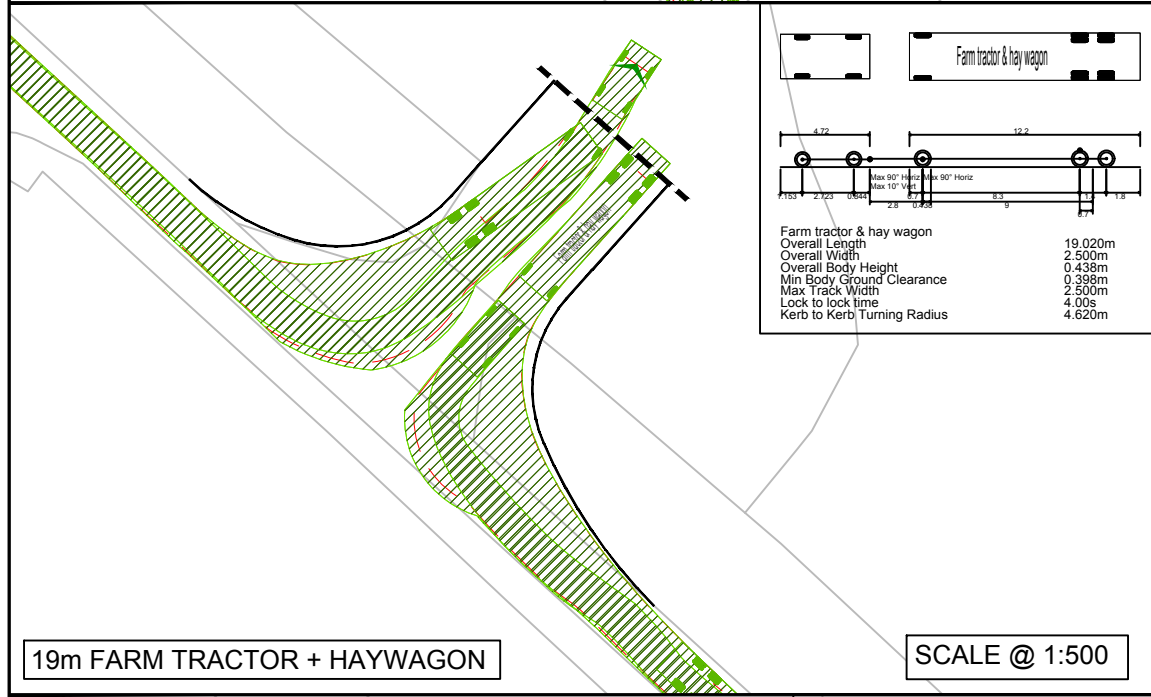 Farm tractor & hay wagon
4.72
12.2
Max 90° Horiz Max 90° Horiz
Max 10° Vert
2.723
8.3
1.8
2.8
9
Farm tractor & hay wagon
Overall Length 19.020m
Overall Width 2.500m
Overall Body Height 0.438m
Min Body Ground Clearance 0.398m
Max Track Width 2.500m
Lock to lock time 4.00s
Kerb to Kerb Turning Radius 4.620m
19m FARM TRACTOR + HAYWAGON
SCALE @ 1:500